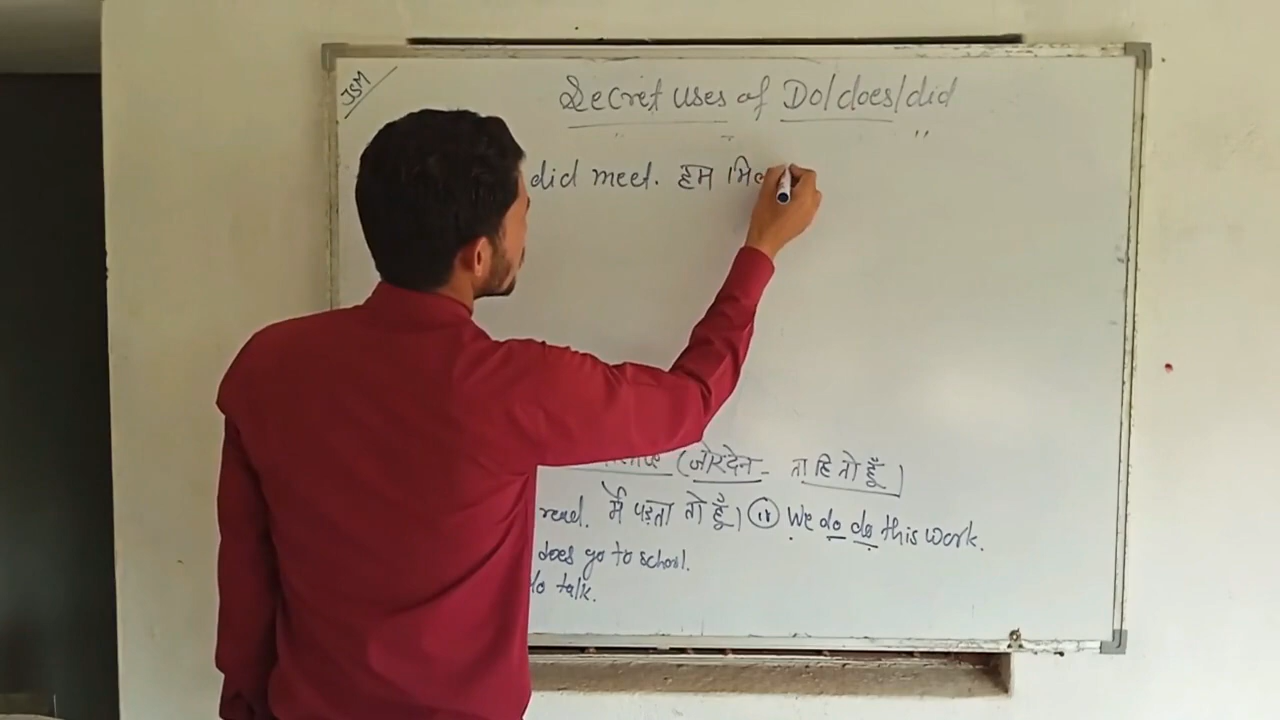 JSM
Secret uses of Do/does/did
did meet. हम मिल
(जोर देना - ता हि तो हूँ)
read. मैं पड़ता तो हूँ। (ii) We do do this work.
does go to school.
do talk.